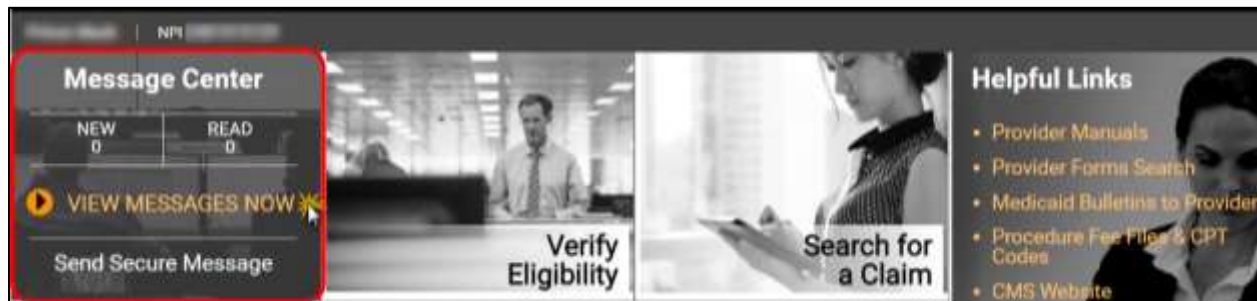 NPI
Message Center
NEW
0
READ
0
VIEW MESSAGES NOW
Send Secure Message
Verify
Eligibility
Search for
a Claim
Helpful Links
• Provider Manuals
• Provider Forms Search
• Medicaid Bulletins to Provider
• Procedure Fee Files & CPT
Codes
• CMS Website